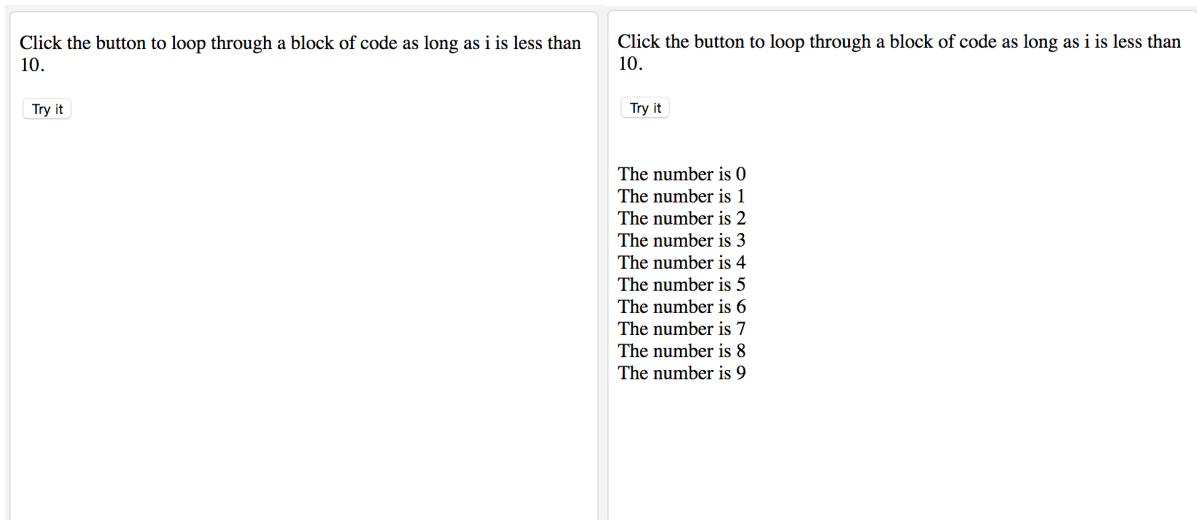 Click the button to loop through a block of code as long as i is less than
10.
Try it
Click the button to loop through a block of code as long as i is less than
10.
Try it
The number is 0
The number is 1
The number is 2
The number is 3
The number is 4
The number is 5
The number is 6
The number is 7
The number is 8
The number is 9